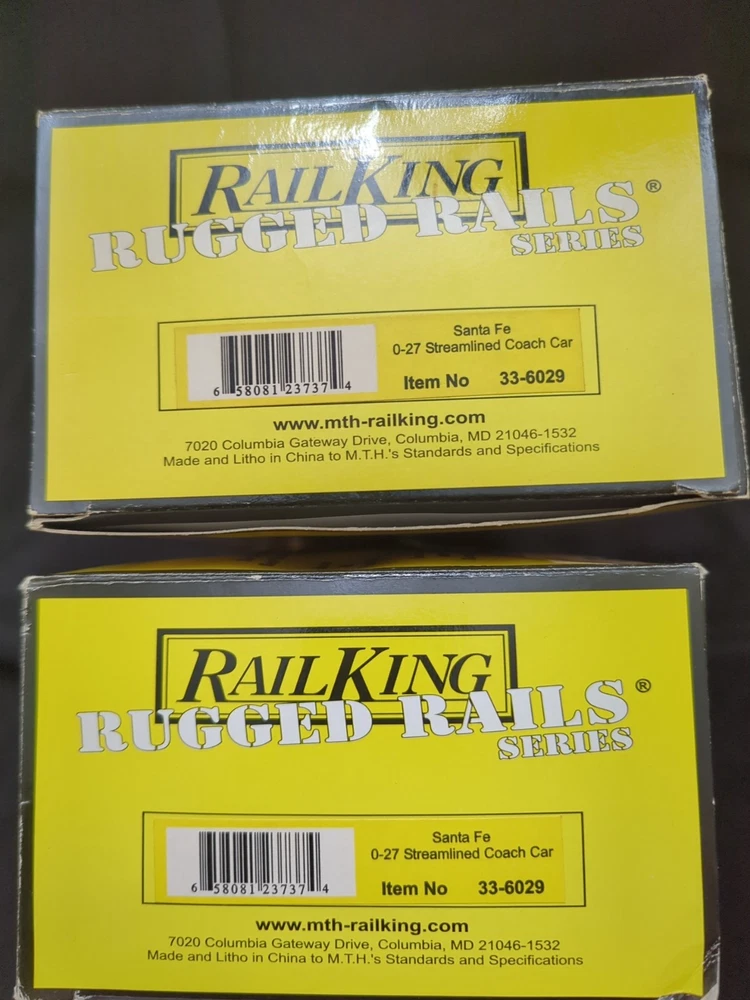 RAILKING
RUGGED RAILS®
SERIES
Santa Fe
0-27 Streamlined Coach Car
Item No 33-6029
6 58081 23737 4
www.mth-railking.com
7020 Columbia Gateway Drive, Columbia, MD 21046-1532
Made and Litho in China to M.T.H.'s Standards and Specifications
RAILKING
RUGGED RAILS®
SERIES
Santa Fe
0-27 Streamlined Coach Car
Item No 33-6029
6 58081 23737 4
www.mth-railking.com
7020 Columbia Gateway Drive, Columbia, MD 21046-1532
Made and Litho in China to M.T.H.'s Standards and Specifications